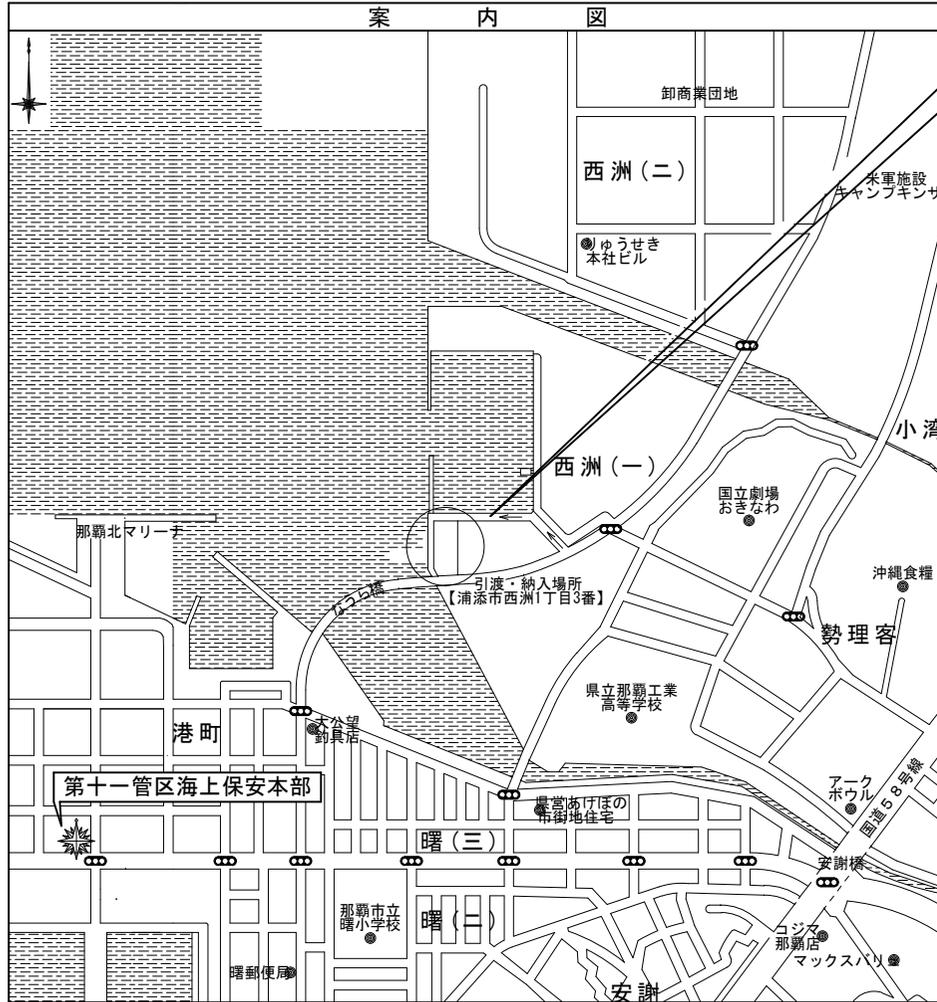 案内図
卸商業団地
西洲(二)
米軍施設
キャンプキンザ
りゅうせき
本社ビル
小湾
西洲(一)
国立劇場
おきなわ
那覇北マリーナ
沖縄食糧
引渡・納入場所
【浦添市西洲1丁目3番】
なうら橋
勢理客
県立那覇工業
高等学校
港町
大公望
釣具店
第十一管区海上保安本部
アーク
ボウル
国道58号線
県営あけぼの
市街地住宅
曙(三)
安謝橋
那覇市立
曙小学校
曙(二)
コジマ
那覇店
マックスバリ
曙郵便局
安謝